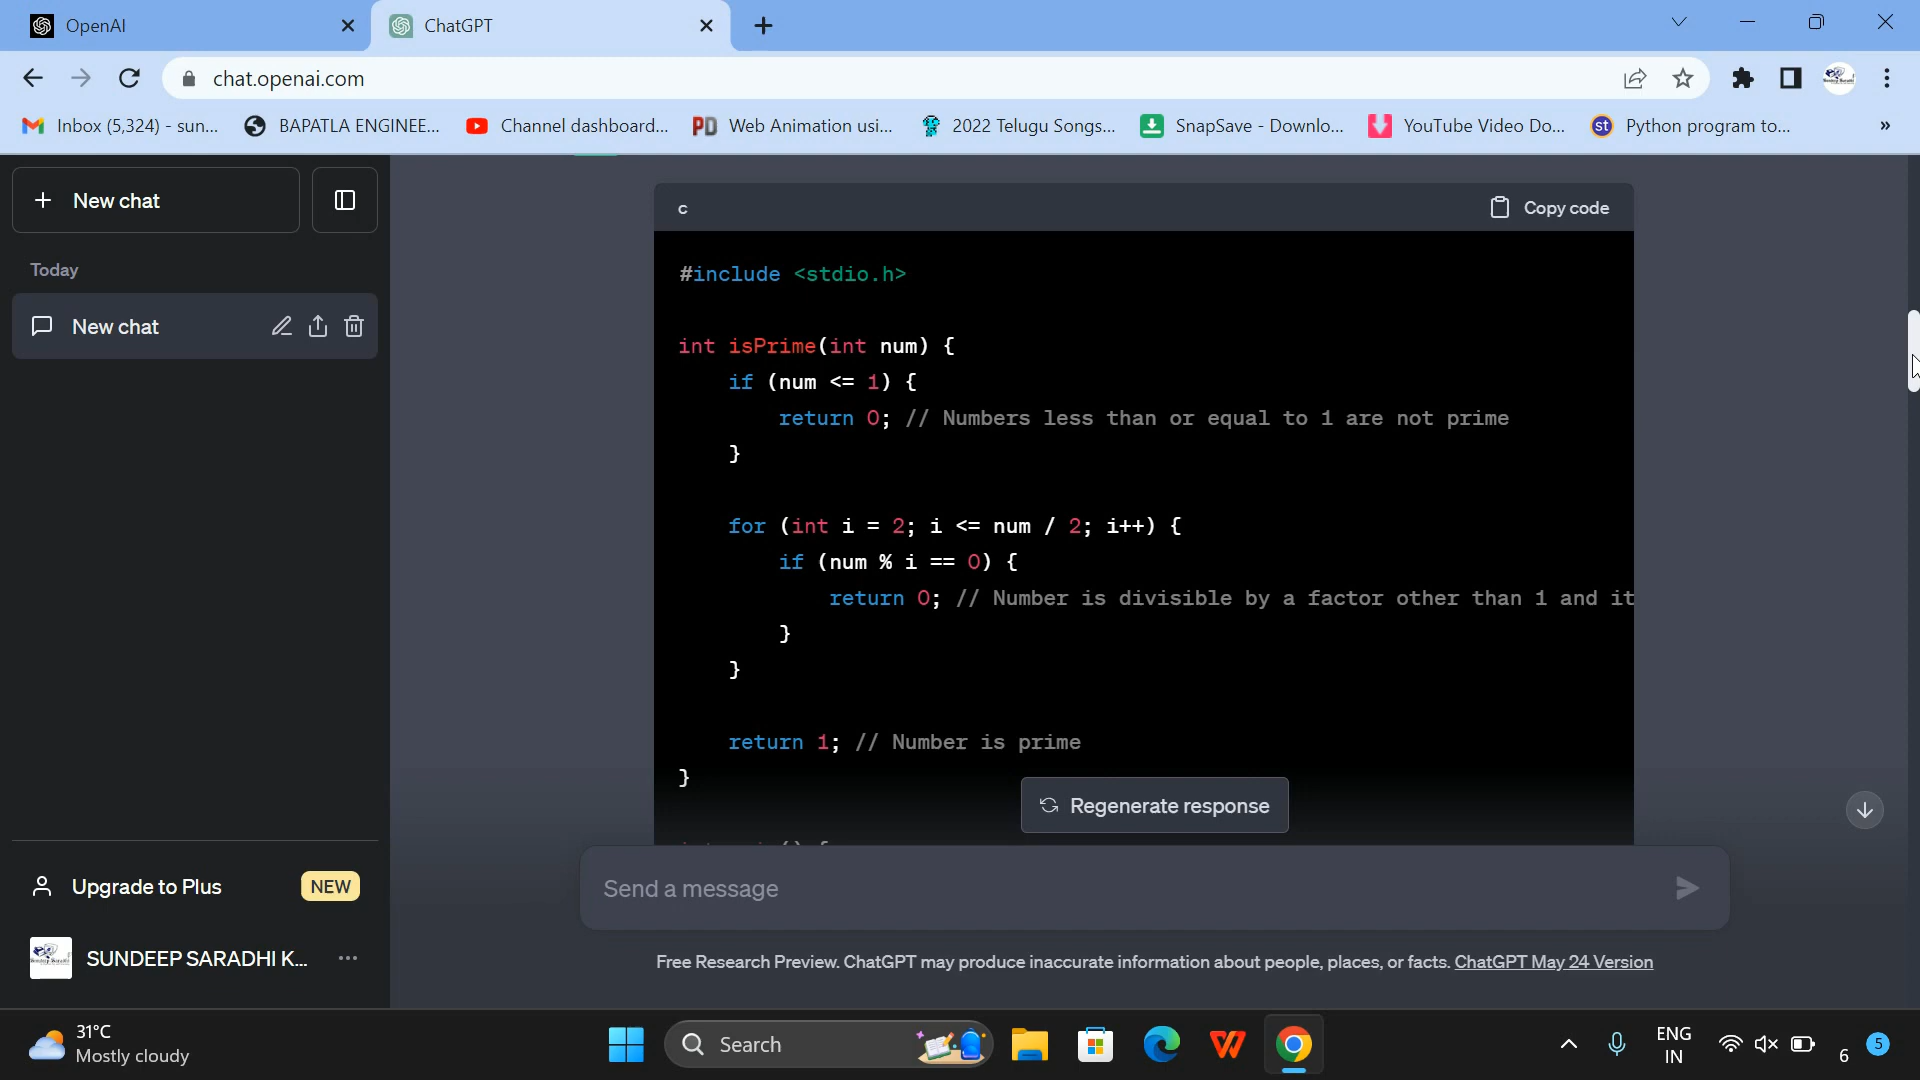 OpenAI
ChatGPT
chat.openai.com
Inbox (5,324) - sun...
BAPATLA ENGINEE...
Channel dashboard...
PD Web Animation usi...
2022 Telugu Songs...
SnapSave - Downlo...
YouTube Video Do...
st Python program to...
»
New chat
Today
New chat
c
Copy code
#include <stdio.h>
int isPrime(int num) {
if (num <= 1) {
return 0; // Numbers less than or equal to 1 are not prime
}
for (int i = 2; i <= num / 2; i++) {
if (num % i == 0) {
return 0; // Number is divisible by a factor other than 1 and it
}
}
return 1; // Number is prime
}
Regenerate response
Send a message
Upgrade to Plus NEW
SUNDEEP SARADHI K...
Free Research Preview. ChatGPT may produce inaccurate information about people, places, or facts. ChatGPT May 24 Version
31°C
Mostly cloudy
Search
ENG
IN
6
5